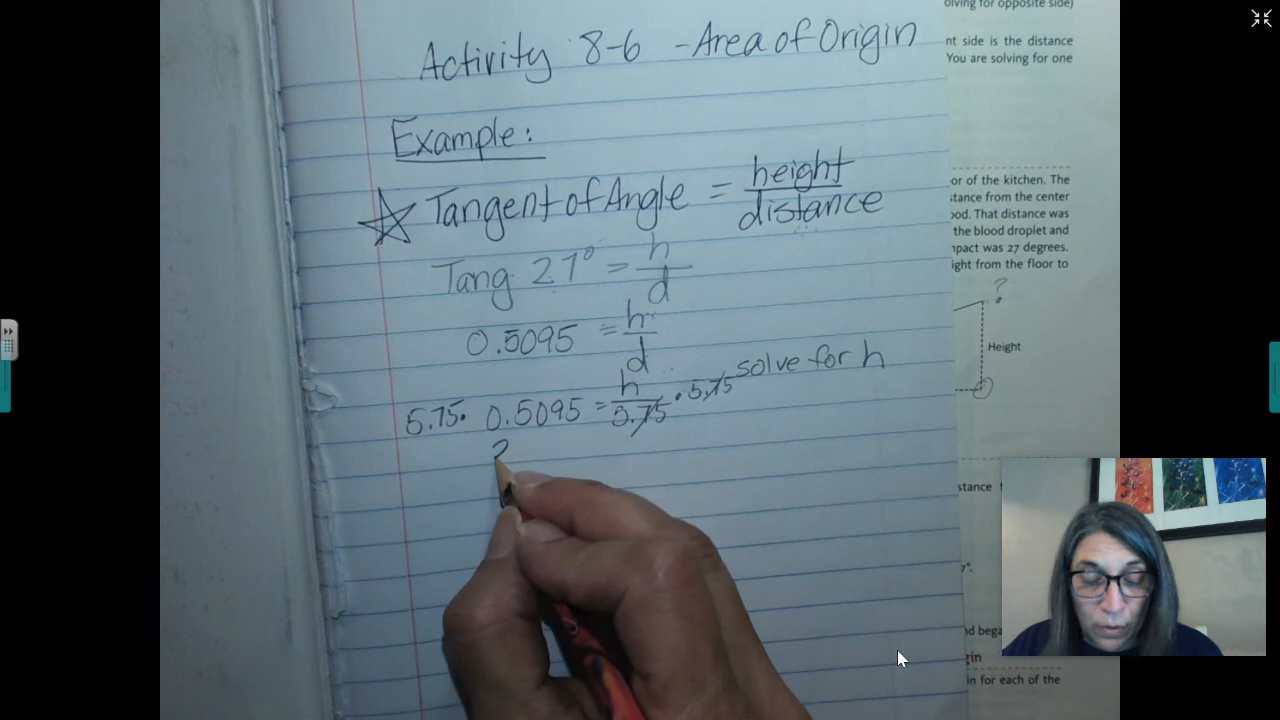 olving for opposite side)
Activity 8-6 - Area of Origin
nt side is the distance
You are solving for one
Example:
☆ Tangent of Angle = height / distance
or of the kitchen. The
stance from the center
ood. That distance was
the blood droplet and
mpact was 27 degrees.
ight from the floor to
Tang 27° = h / d
?
0.5095 = h / d
Height
solve for h
5.75 • 0.5095 = h / 5.75 • 5.75
2
stance
7°.
nd bega
gin
in for each of the